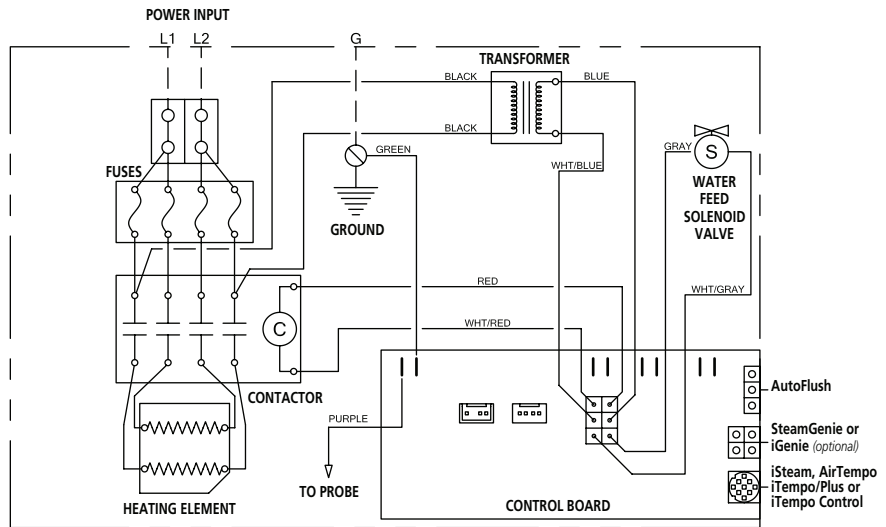 POWER INPUT
L1 L2 G
TRANSFORMER
BLACK
BLUE
BLACK
GREEN
GRAY
S
WHT/BLUE
FUSES
WATER
FEED
SOLENOID
VALVE
GROUND
RED
WHT/GRAY
C
WHT/RED
CONTACTOR
AutoFlush
PURPLE
SteamGenie or
iGenie (optional)
TO PROBE
iSteam, AirTempo
iTempo/Plus or
iTempo Control
HEATING ELEMENT
CONTROL BOARD